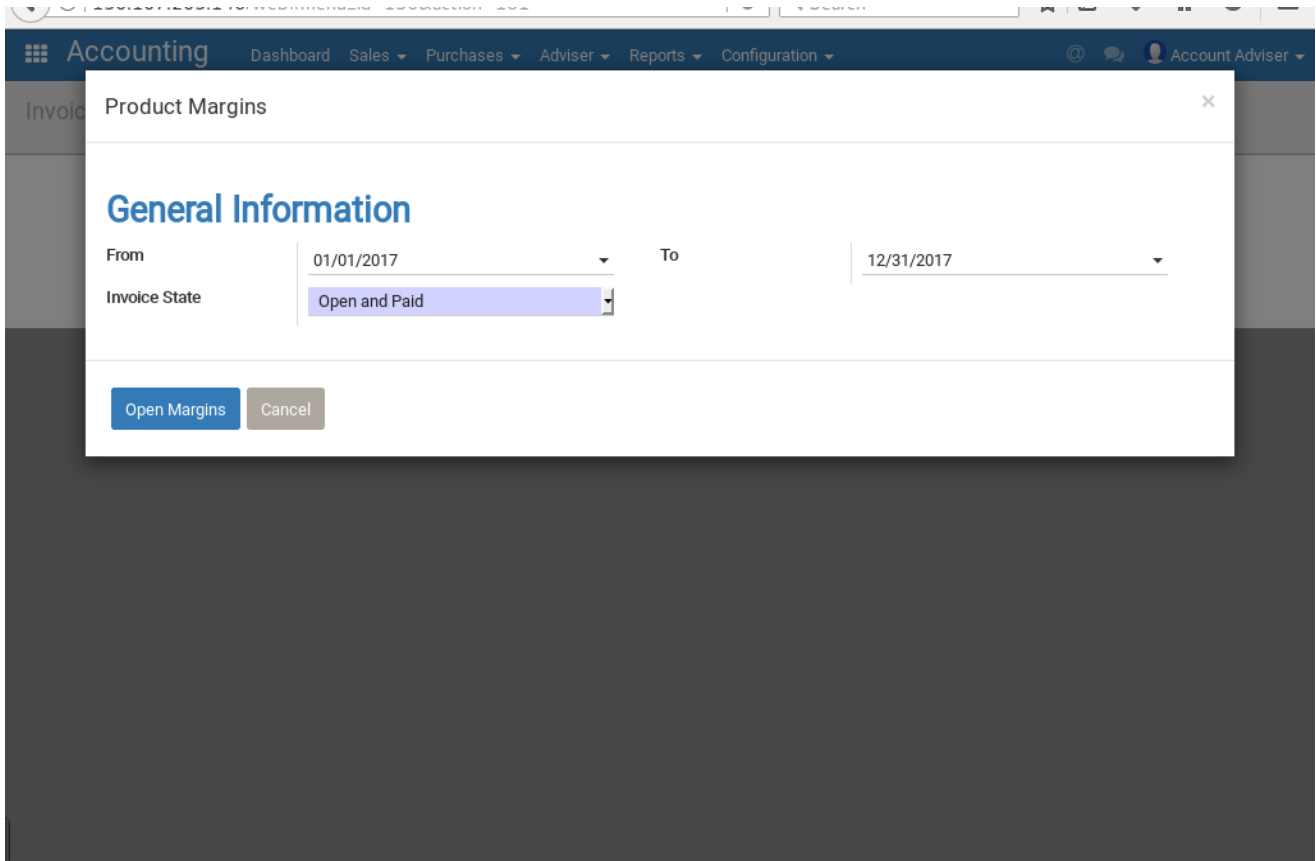 Accounting Dashboard Sales Purchases Adviser Reports Configuration @ Account Adviser
Invoic
Product Margins ×
General Information
From 01/01/2017 To 12/31/2017
Invoice State Open and Paid
Open Margins Cancel